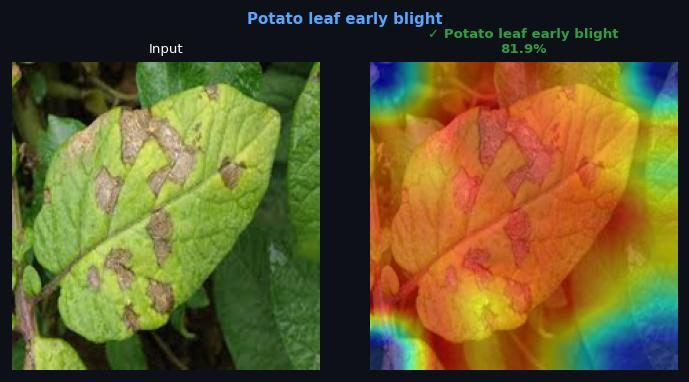 Potato leaf early blight
Input
✓ Potato leaf early blight
81.9%